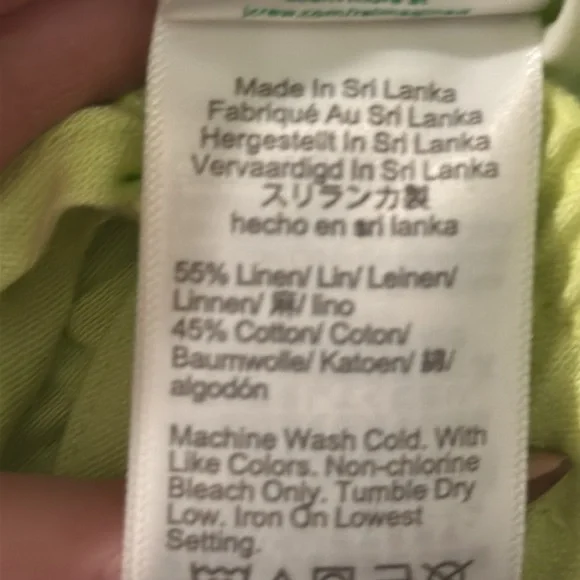 Made In Sri Lanka
Fabriqué Au Sri Lanka
Hergestellt In Sri Lanka
Vervaardigd In Sri Lanka
スリランカ製
hecho en sri lanka
55% Linen/ Lin/ Leinen/
Linnen/ 麻/ lino
45% Cotton/ Coton/
Baumwolle/ Katoen/ 綿/
algodón
Machine Wash Cold. With
Like Colors. Non-chlorine
Bleach Only. Tumble Dry
Low. Iron On Lowest
Setting.